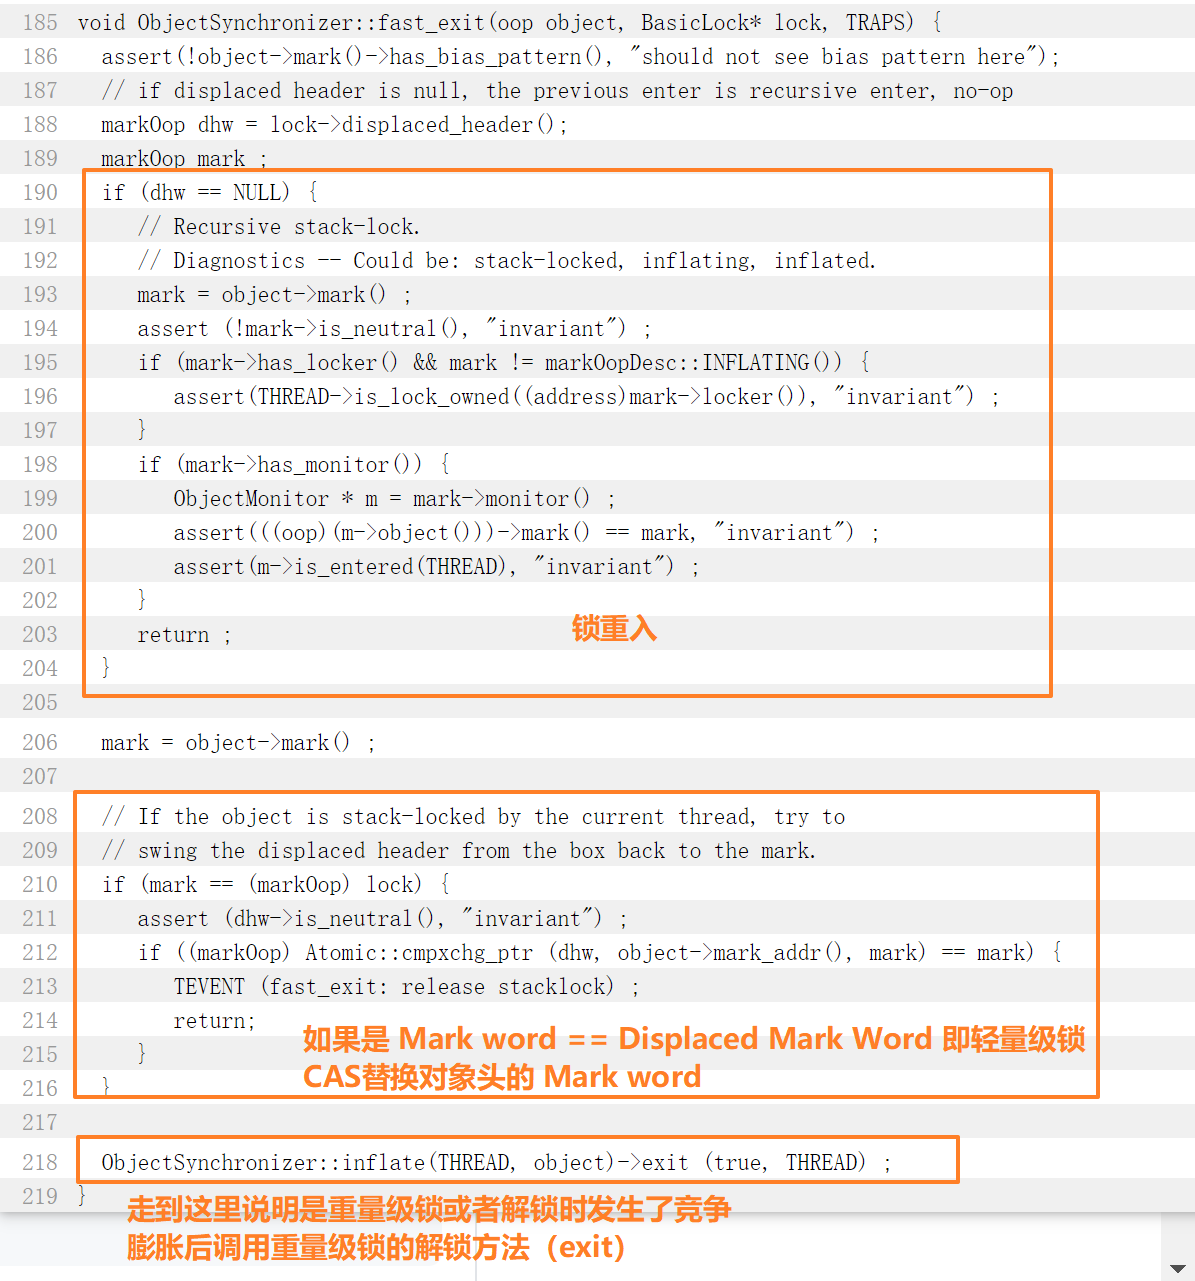 185 void ObjectSynchronizer::fast_exit(oop object, BasicLock* lock, TRAPS) {
186 assert(!object->mark()->has_bias_pattern(), "should not see bias pattern here");
187 // if displaced header is null, the previous enter is recursive enter, no-op
188 markOop dhw = lock->displaced_header();
189 markOop mark ;
190 if (dhw == NULL) {
191 // Recursive stack-lock.
192 // Diagnostics -- Could be: stack-locked, inflating, inflated.
193 mark = object->mark() ;
194 assert (!mark->is_neutral(), "invariant") ;
195 if (mark->has_locker() && mark != markOopDesc::INFLATING()) {
196 assert(THREAD->is_lock_owned((address)mark->locker()), "invariant") ;
197 }
198 if (mark->has_monitor()) {
199 ObjectMonitor * m = mark->monitor() ;
200 assert(((oop)(m->object()))->mark() == mark, "invariant") ;
201 assert(m->is_entered(THREAD), "invariant") ;
202 }
203 return ;
锁重入
204 }
205
206 mark = object->mark() ;
207
208 // If the object is stack-locked by the current thread, try to
209 // swing the displaced header from the box back to the mark.
210 if (mark == (markOop) lock) {
211 assert (dhw->is_neutral(), "invariant") ;
212 if ((markOop) Atomic::cmpxchg_ptr (dhw, object->mark_addr(), mark) == mark) {
213 TEVENT (fast_exit: release stacklock) ;
214 return;
215 }
如果是 Mark word == Displaced Mark Word 即轻量级锁
CAS替换对象头的 Mark word
216 }
217
218 ObjectSynchronizer::inflate(THREAD, object)->exit (true, THREAD) ;
219 }
走到这里说明是重量级锁或者解锁时发生了竞争
膨胀后调用重量级锁的解锁方法（exit）